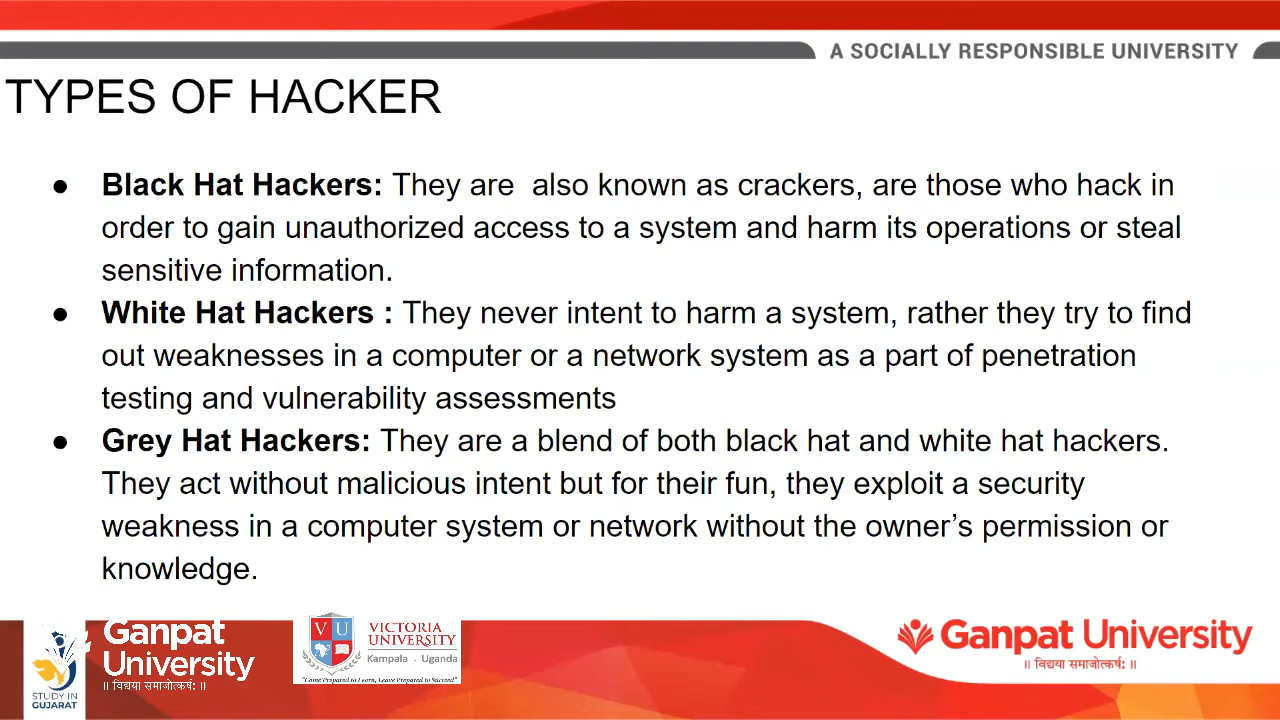 A SOCIALLY RESPONSIBLE UNIVERSITY
TYPES OF HACKER
● Black Hat Hackers: They are  also known as crackers, are those who hack in
order to gain unauthorized access to a system and harm its operations or steal
sensitive information.
● White Hat Hackers : They never intent to harm a system, rather they try to find
out weaknesses in a computer or a network system as a part of penetration
testing and vulnerability assessments
● Grey Hat Hackers: They are a blend of both black hat and white hat hackers.
They act without malicious intent but for their fun, they exploit a security
weakness in a computer system or network without the owner’s permission or
knowledge.
STUDY IN
GUJARAT
Ganpat
University
॥ विद्यया समाजोत्कर्षः ॥
VU
VICTORIA
UNIVERSITY
Kampala . Uganda
"Come Prepared to Learn, Leave Prepared to Succeed"
Ganpat University
॥ विद्यया समाजोत्कर्षः ॥